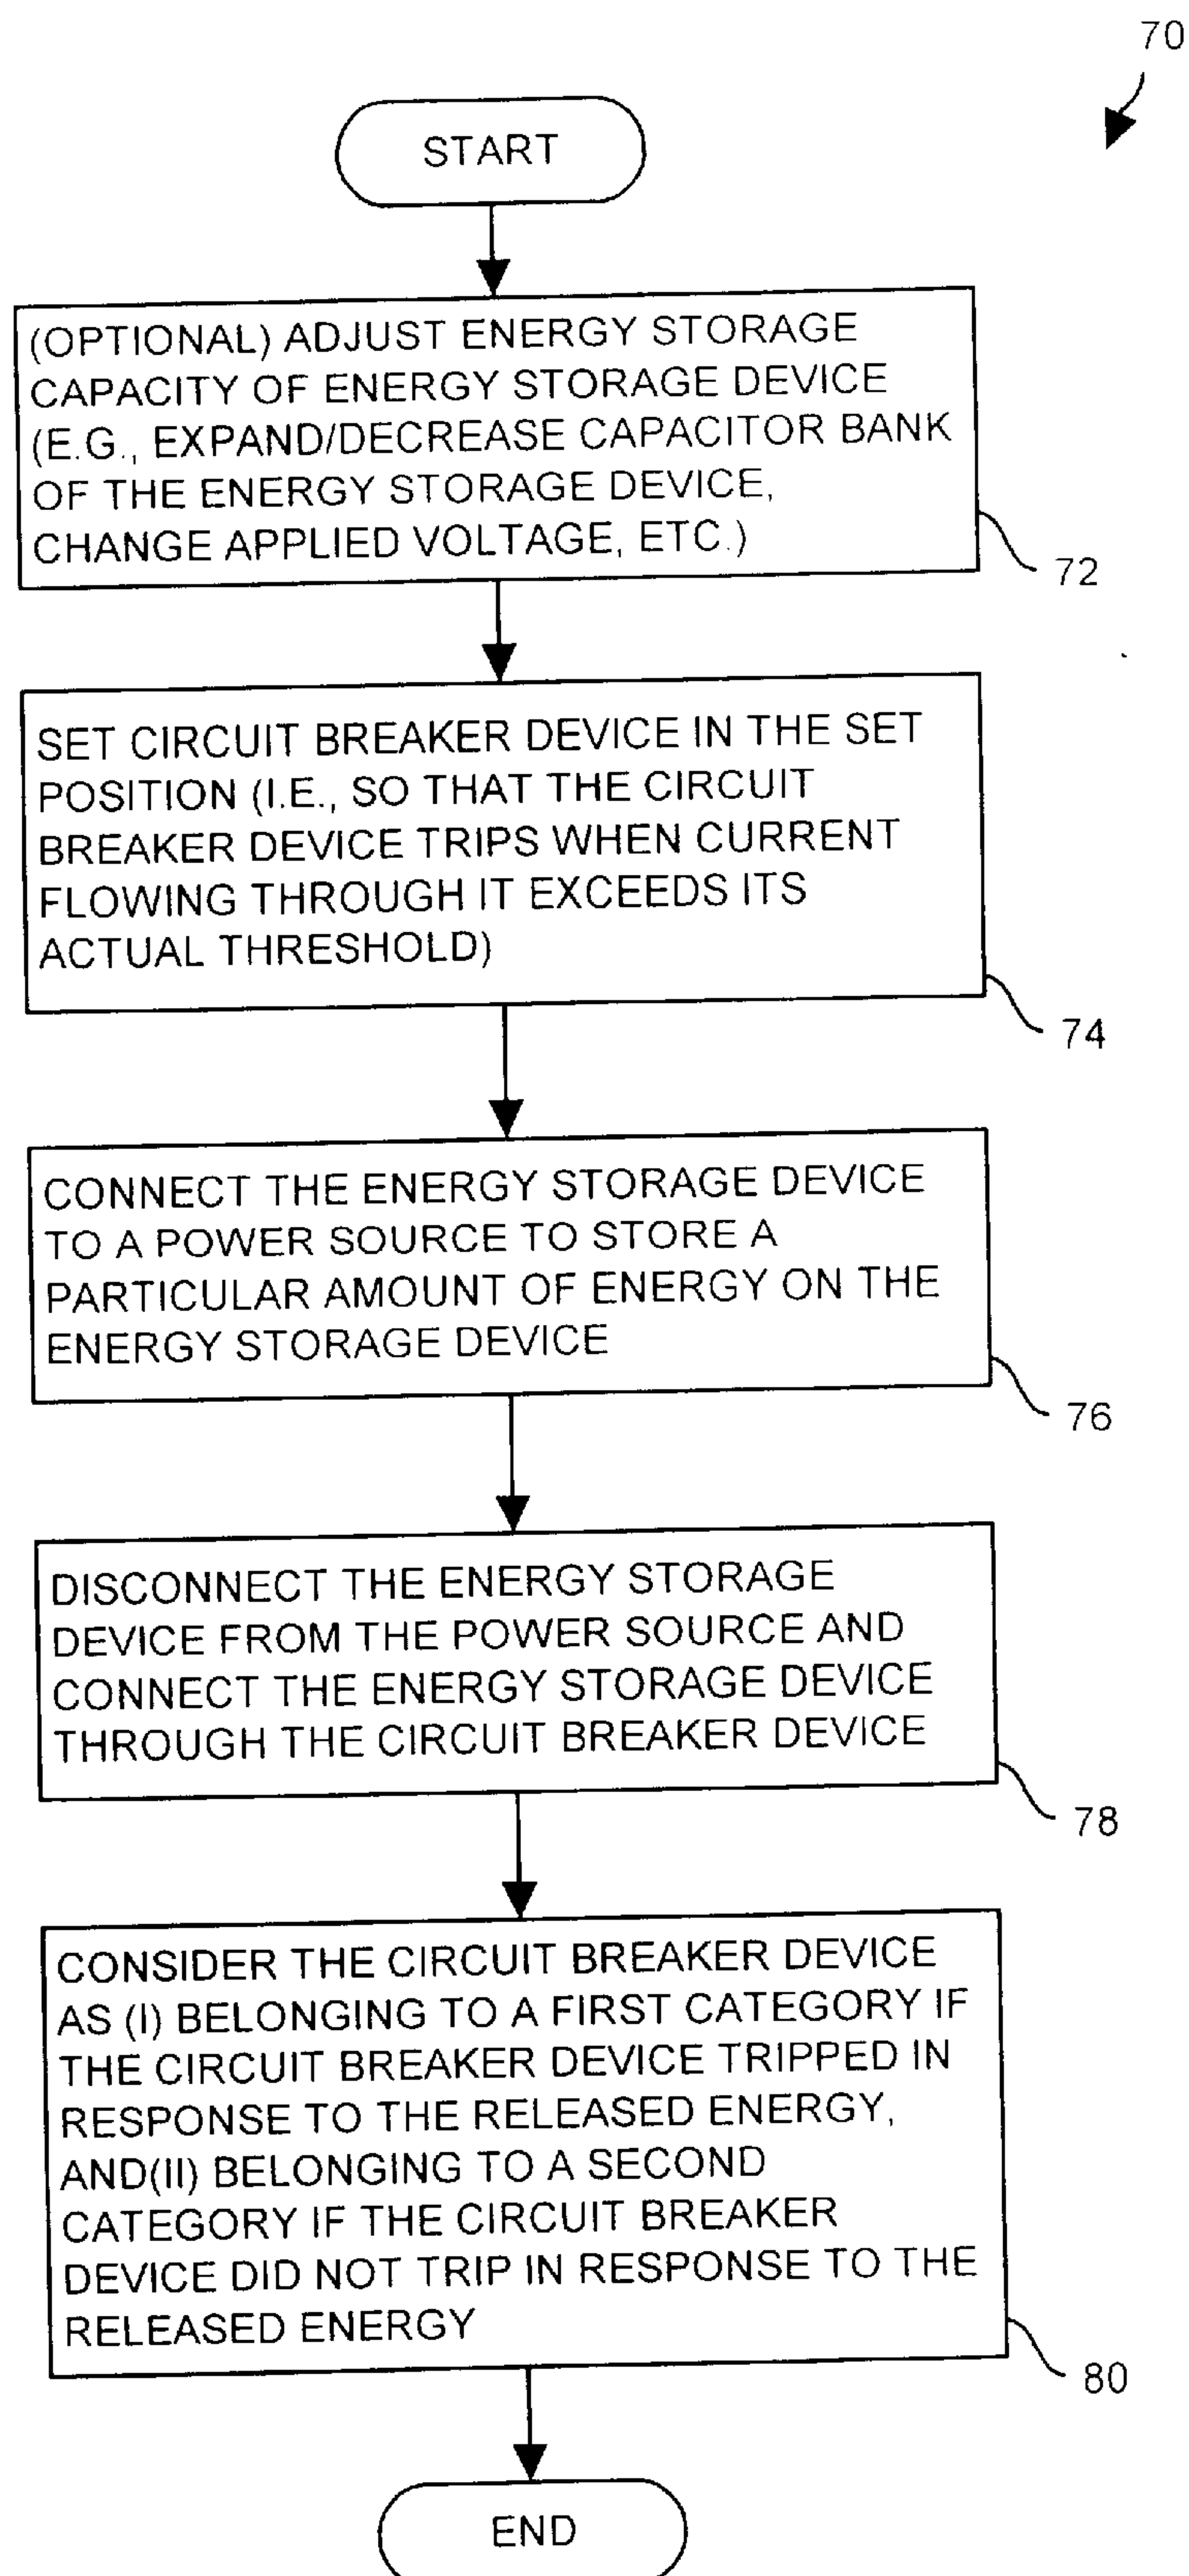 70
START
(OPTIONAL) ADJUST ENERGY STORAGE
CAPACITY OF ENERGY STORAGE DEVICE
(E.G., EXPAND/DECREASE CAPACITOR BANK
OF THE ENERGY STORAGE DEVICE,
CHANGE APPLIED VOLTAGE, ETC.)
72
SET CIRCUIT BREAKER DEVICE IN THE SET
POSITION (I.E., SO THAT THE CIRCUIT
BREAKER DEVICE TRIPS WHEN CURRENT
FLOWING THROUGH IT EXCEEDS ITS
ACTUAL THRESHOLD)
74
CONNECT THE ENERGY STORAGE DEVICE
TO A POWER SOURCE TO STORE A
PARTICULAR AMOUNT OF ENERGY ON THE
ENERGY STORAGE DEVICE
76
DISCONNECT THE ENERGY STORAGE
DEVICE FROM THE POWER SOURCE AND
CONNECT THE ENERGY STORAGE DEVICE
THROUGH THE CIRCUIT BREAKER DEVICE
78
CONSIDER THE CIRCUIT BREAKER DEVICE
AS (I) BELONGING TO A FIRST CATEGORY IF
THE CIRCUIT BREAKER DEVICE TRIPPED IN
RESPONSE TO THE RELEASED ENERGY,
AND(II) BELONGING TO A SECOND
CATEGORY IF THE CIRCUIT BREAKER
DEVICE DID NOT TRIP IN RESPONSE TO THE
RELEASED ENERGY
80
END